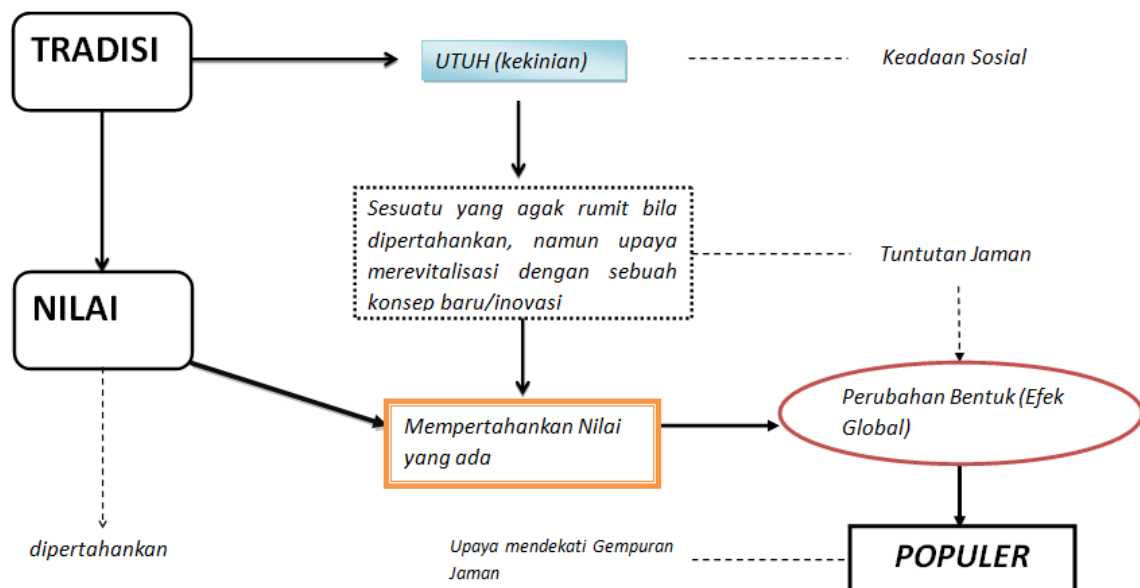 TRADISI
UTUH (kekinian)
Keadaan Sosial
Sesuatu yang agak rumit bila
dipertahankan, namun upaya
merevitalisasi dengan sebuah
konsep baru/inovasi
Tuntutan Jaman
NILAI
Mempertahankan Nilai
yang ada
Perubahan Bentuk (Efek
Global)
dipertahankan
Upaya mendekati Gempuran
Jaman
POPULER